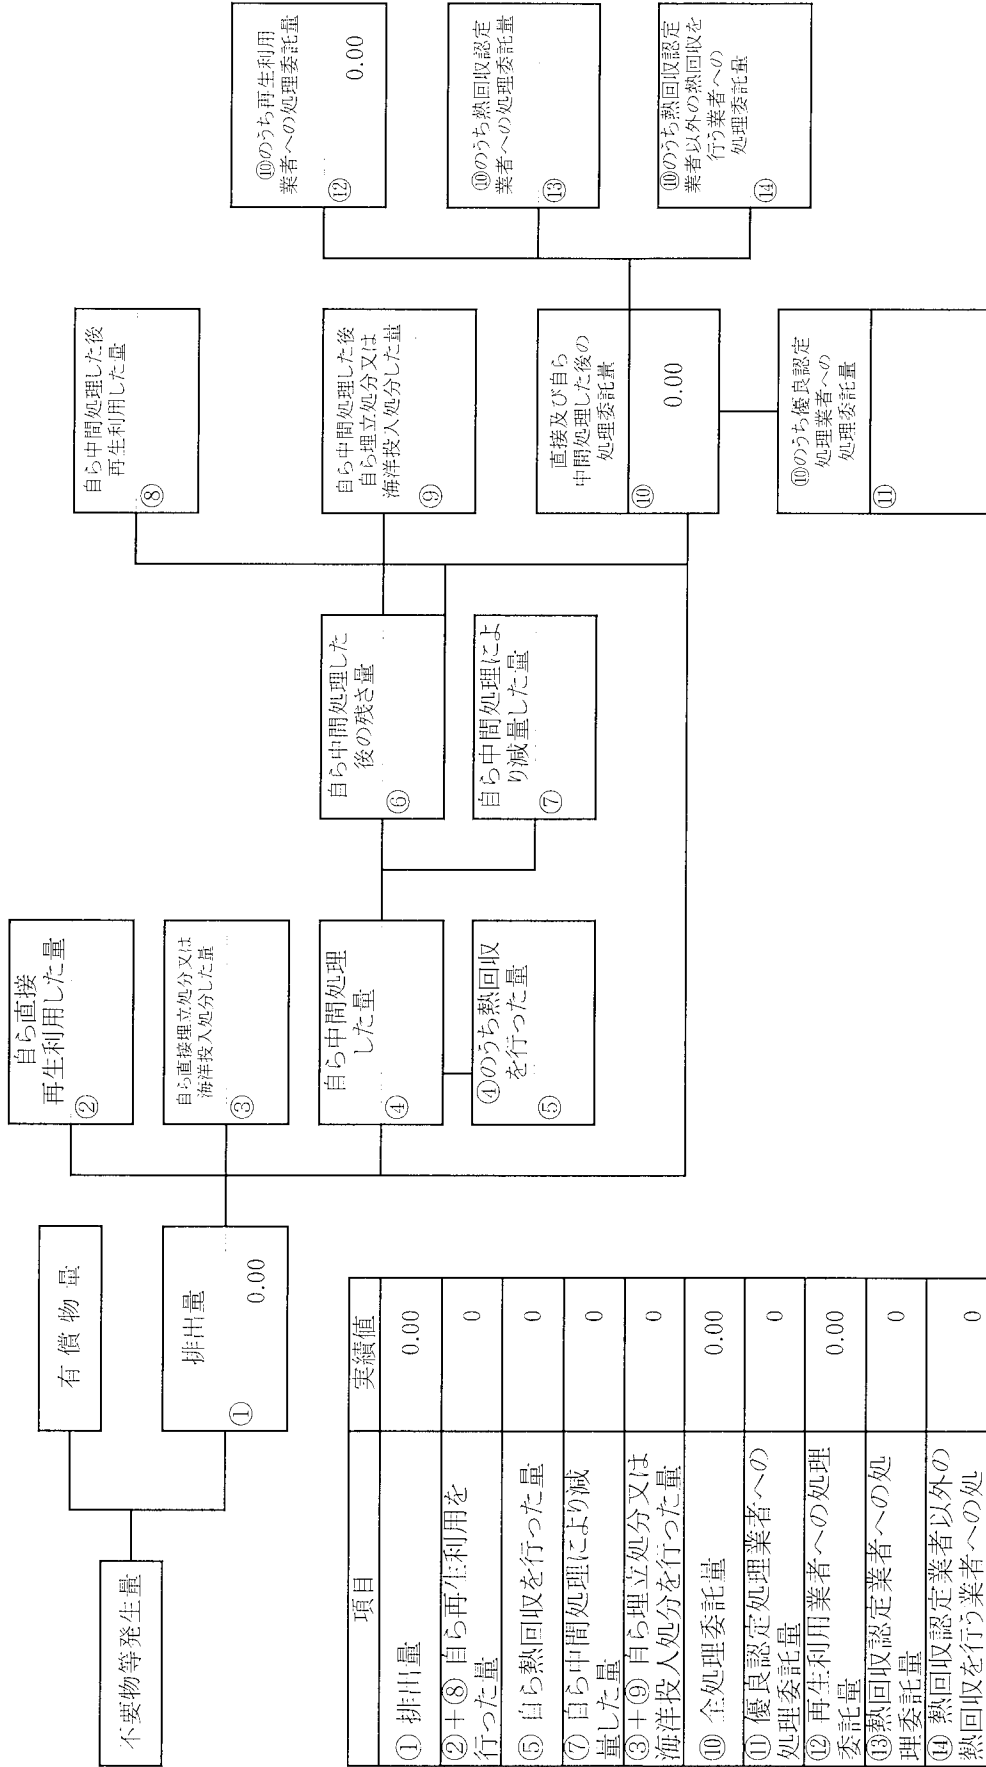 不要物等発生量
有 償 物 量
排出量
①
0.00
自ら直接
再生利用した量
②
自ら直接埋立処分又は
海洋投入処分した量
③
自ら中間処理
した量
④
④のうち熱回収
を行った量
⑤
自ら中間処理した
後の残さ量
⑥
自ら中間処理によ
り減量した量
⑦
自ら中間処理した後
再生利用した量
⑧
自ら中間処理した後
自ら埋立処分又は
海洋投入処分した量
⑨
直接及び自ら
中間処理した後の
処理委託量
⑩
0.00
⑩のうち優良認定
処理業者への
処理委託量
⑪
⑩のうち再生利用
業者への処理委託量
⑫
0.00
⑩のうち熱回収認定
業者への処理委託量
⑬
⑩のうち熱回収認定
業者以外の熱回収を
行う業者への
処理委託量
⑭
項目 実績値
① 排出量 0.00
②＋⑧ 自ら再生利用を
行った量 0
⑤ 自ら熱回収を行った量 0
⑦ 自ら中間処理により減
量した量 0
③＋⑨ 自ら埋立処分又は
海洋投入処分を行った量 0
⑩ 全処理委託量 0.00
⑪ 優良認定処理業者への
処理委託量 0
⑫ 再生利用業者への処理
委託量 0.00
⑬熱回収認定業者への処
理委託量 0
⑭ 熱回収認定業者以外の
熱回収を行う業者への処 0